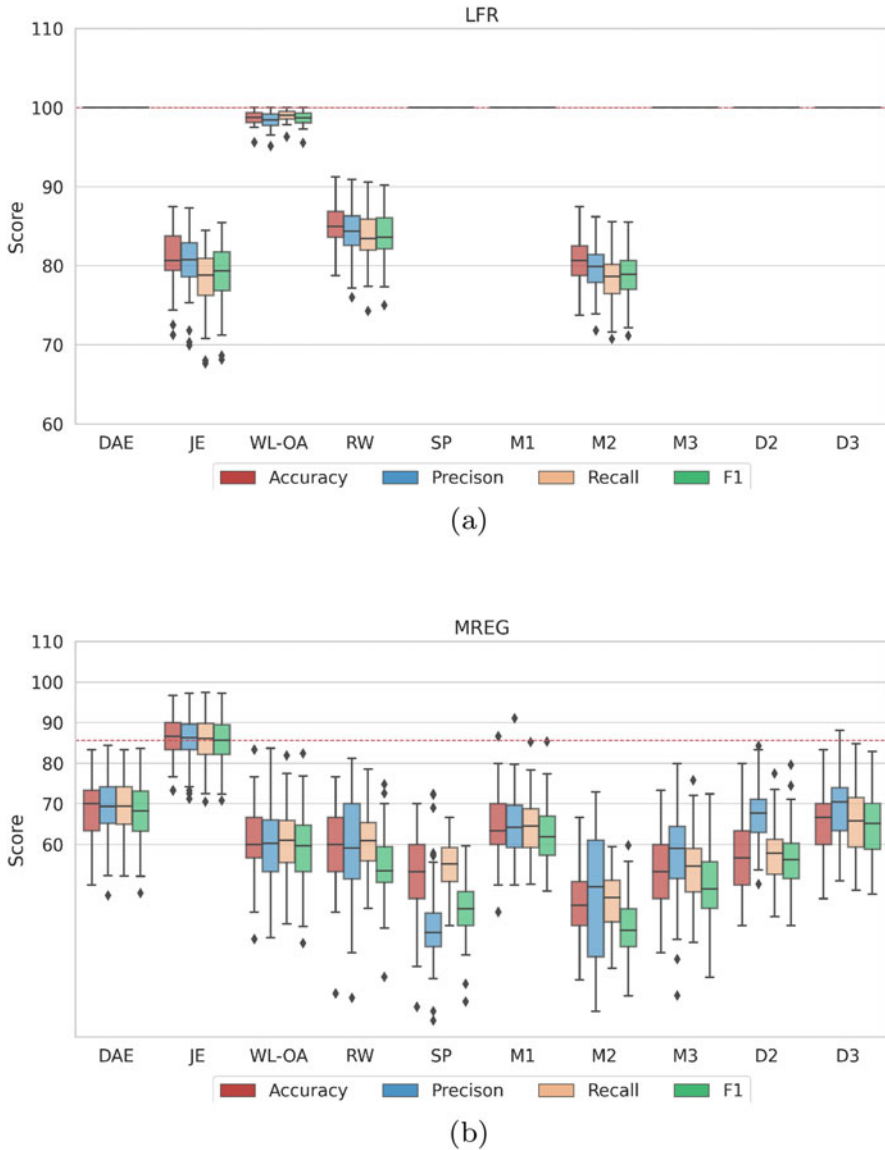 LFR
110
100
90
80
70
60
Score
DAE JE WL-OA RW SP M1 M2 M3 D2 D3
Accuracy Precison Recall F1
(a)
MREG
110
100
90
80
70
60
Score
DAE JE WL-OA RW SP M1 M2 M3 D2 D3
Accuracy Precison Recall F1
(b)